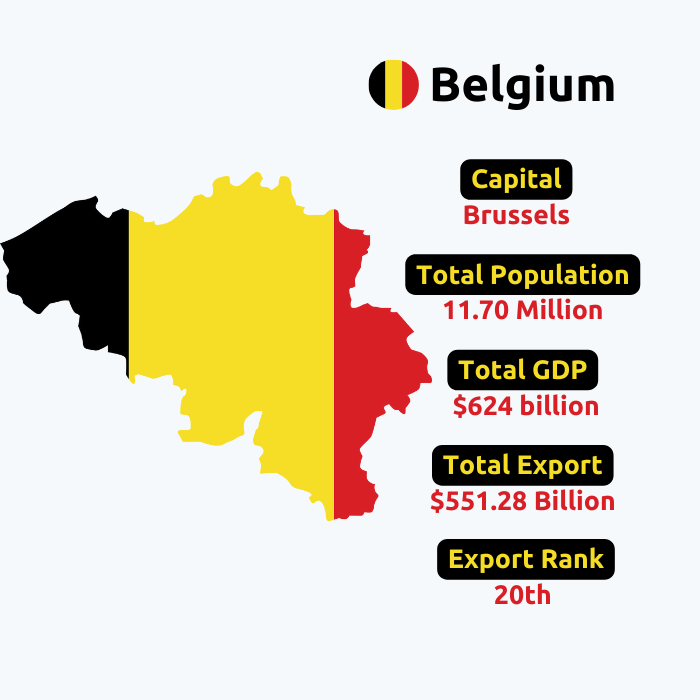 Belgium
Capital
Brussels
Total Population
11.70 Million
Total GDP
$624 billion
Total Export
$551.28 Billion
Export Rank
20th